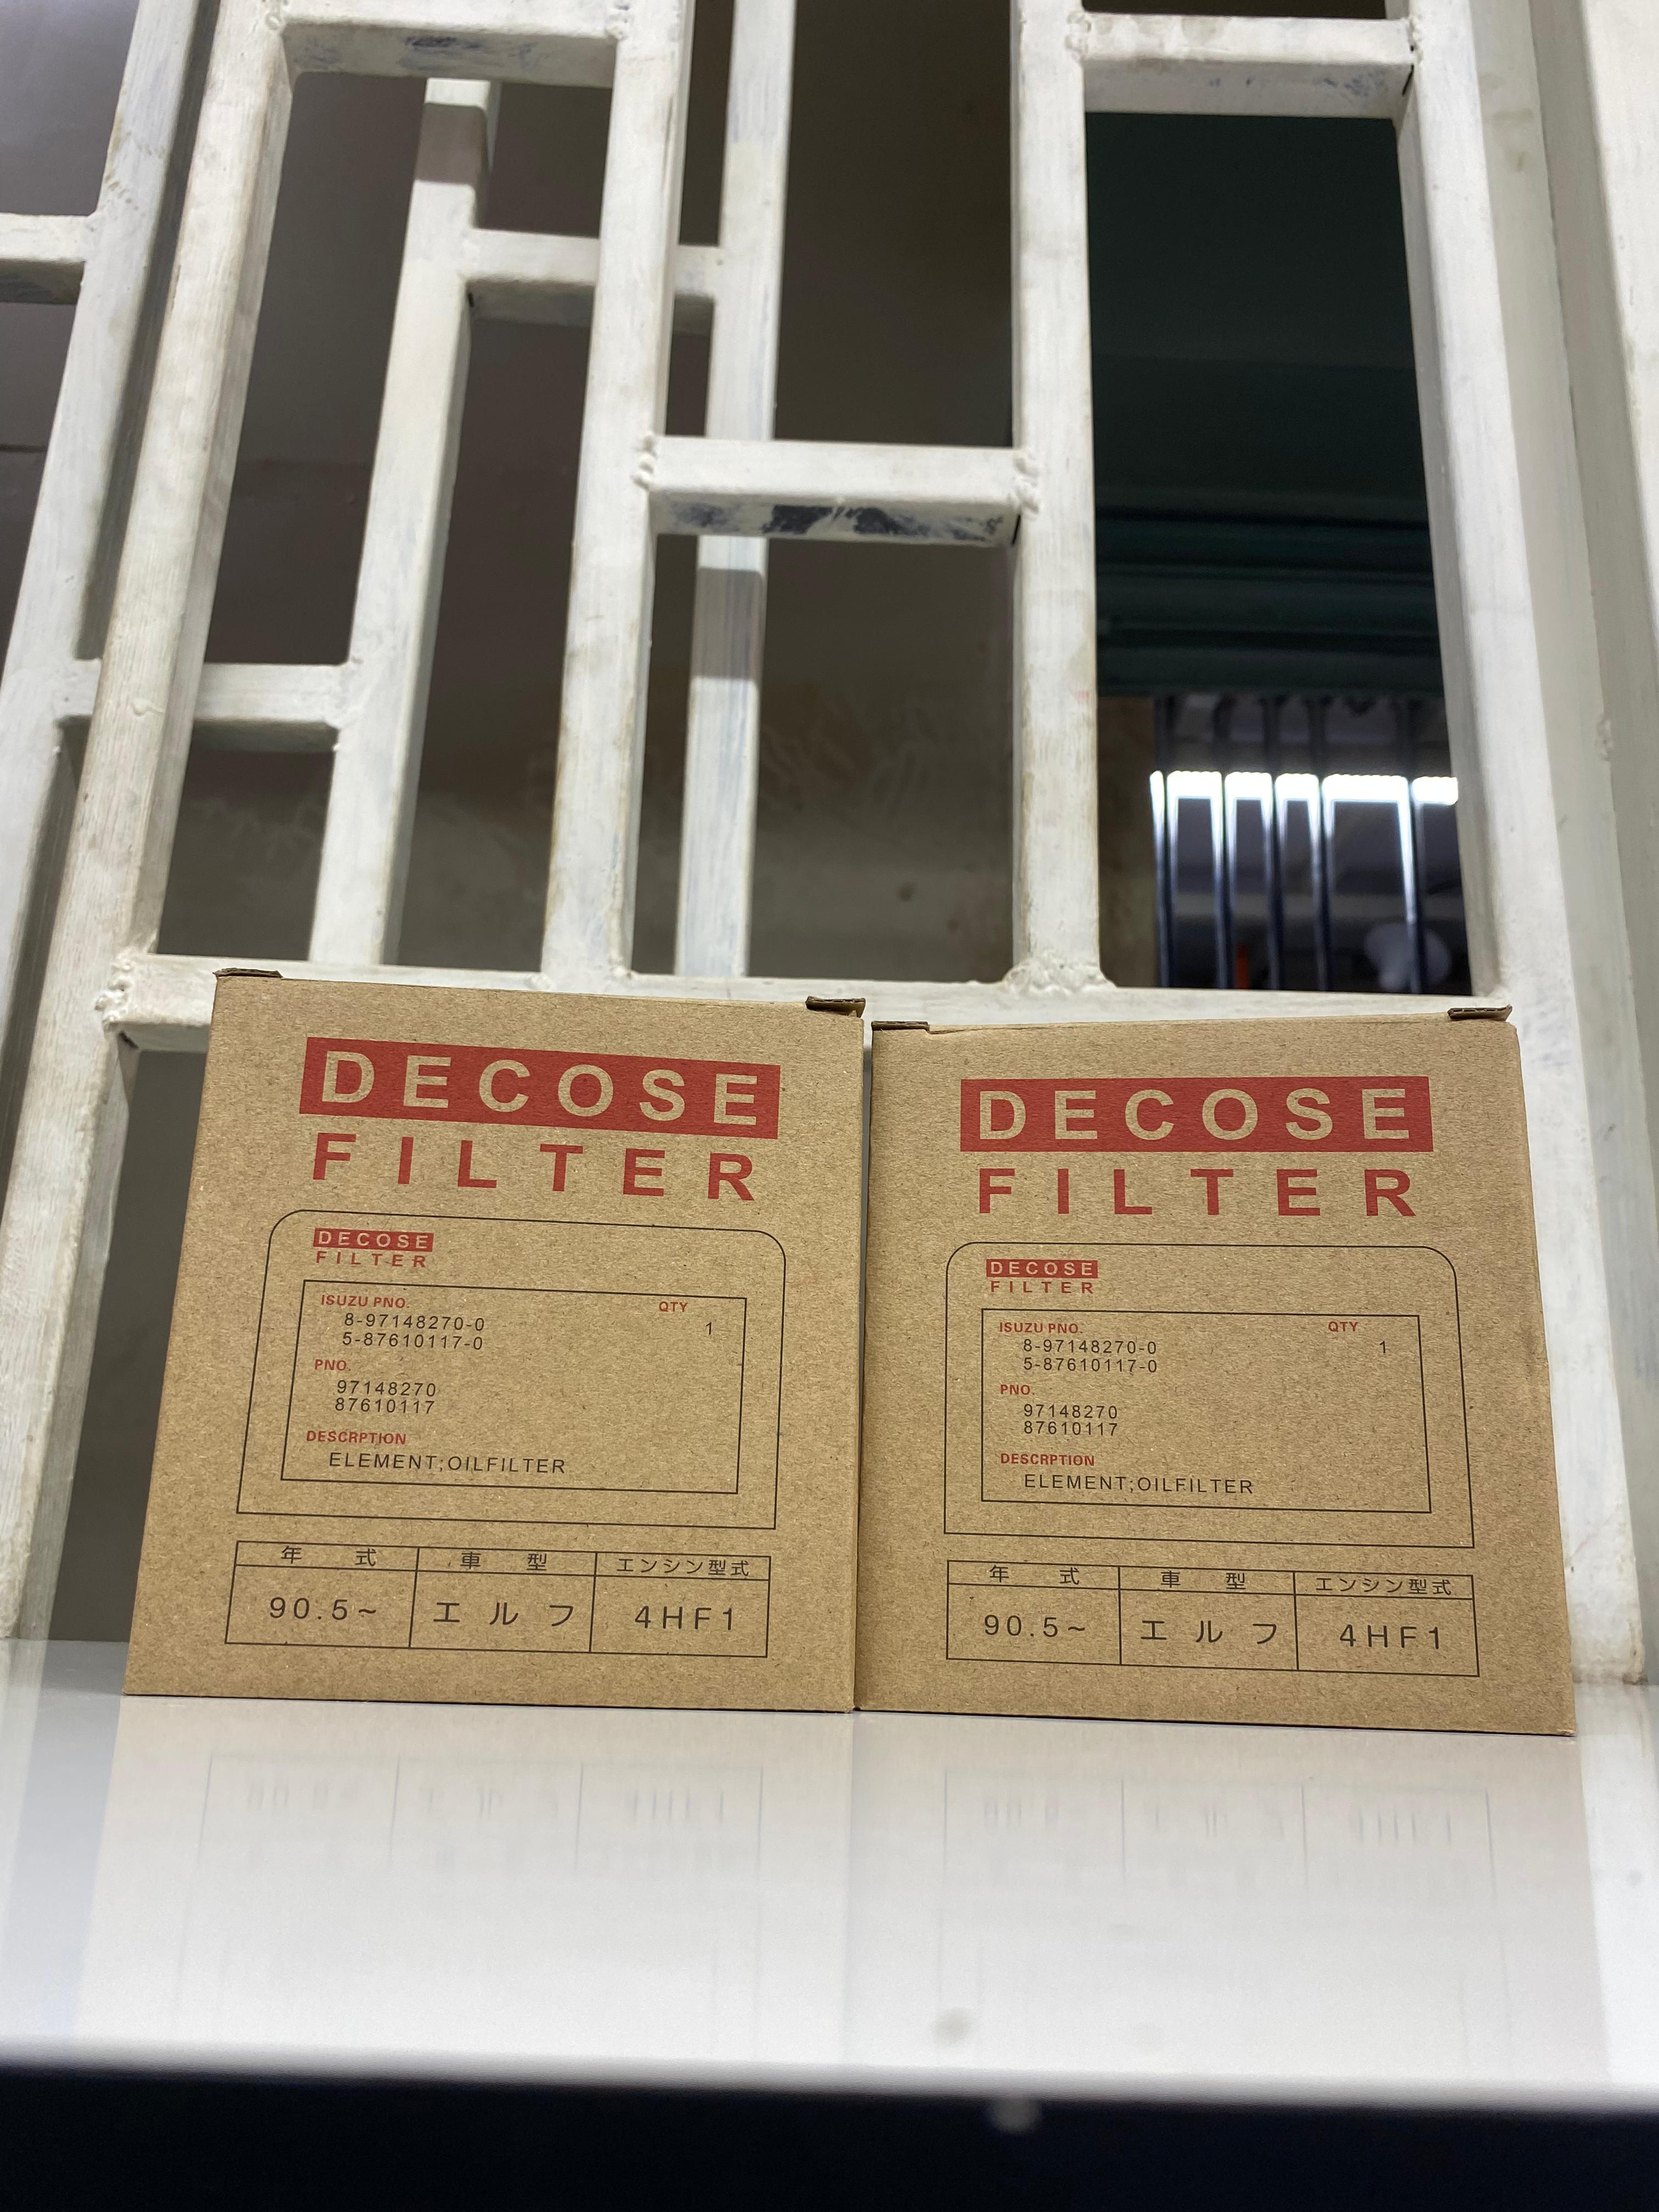 DECOSE
FILTER
DECOSE
FILTER
ISUZU PNO. QTY
8-97148270-0 1
5-87610117-0
PNO.
97148270
87610117
DESCRPTION
ELEMENT;OILFILTER
年 式 車 型 エンシン型式
90.5~ エルフ 4HF1
DECOSE
FILTER
DECOSE
FILTER
ISUZU PNO. QTY
8-97148270-0 1
5-87610117-0
PNO.
97148270
87610117
DESCRPTION
ELEMENT;OILFILTER
年 式 車 型 エンシン型式
90.5~ エルフ 4HF1